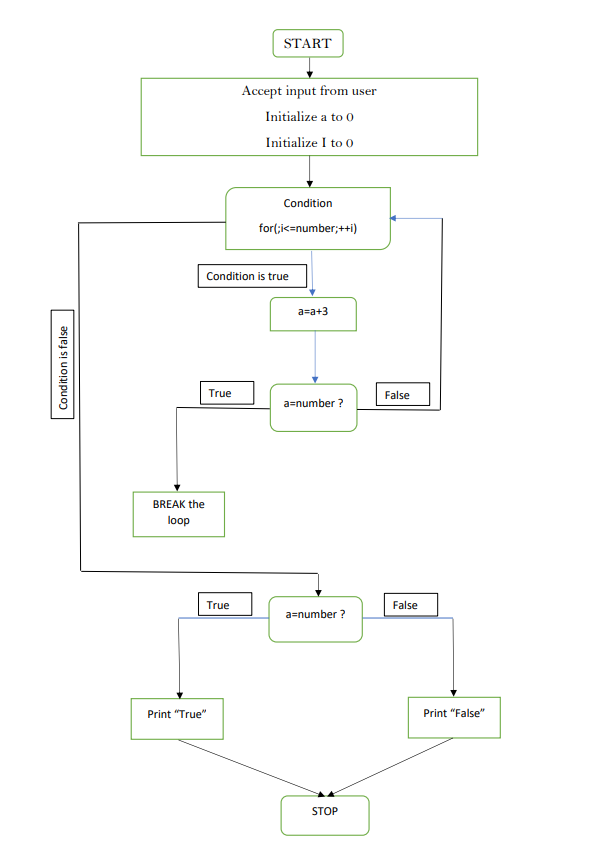 START
Accept input from user
Initialize a to 0
Initialize I to 0
Condition
for(;i<=number;++i)
Condition is true
a=a+3
Condition is false
True
a=number ?
False
BREAK the
loop
True
a=number ?
False
Print “True”
Print “False”
STOP